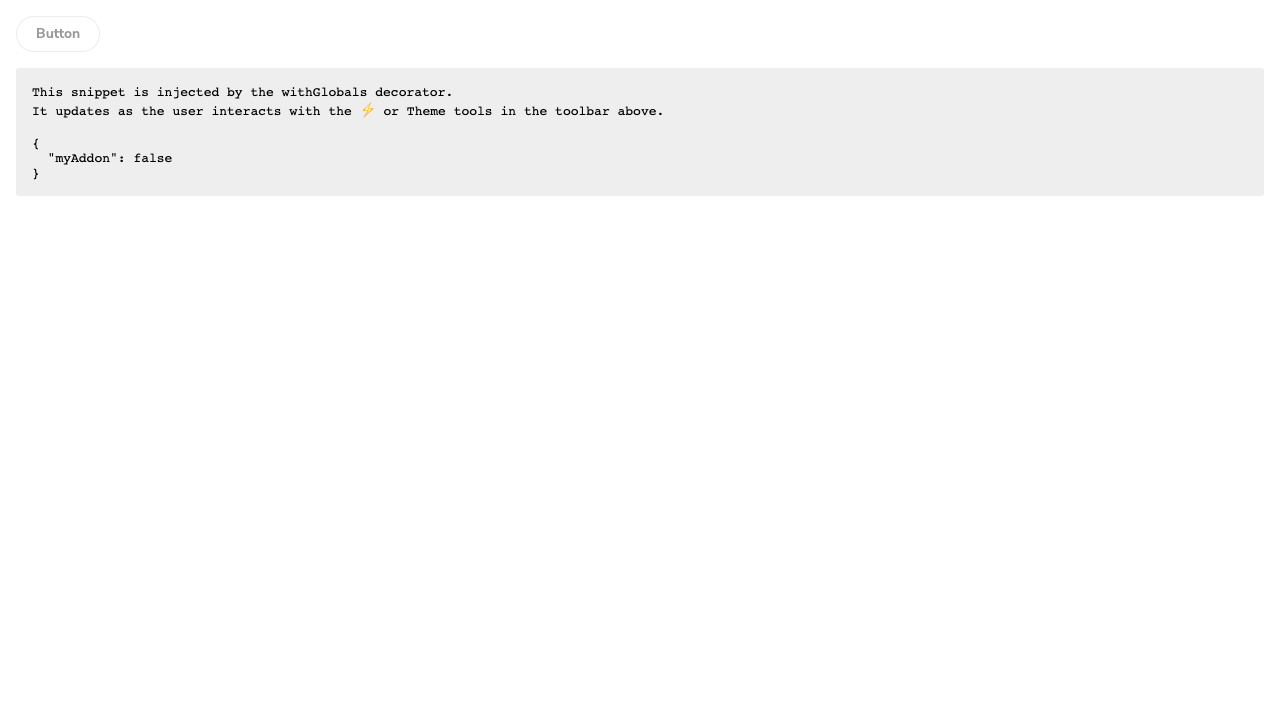 Button
This snippet is injected by the withGlobals decorator.
It updates as the user interacts with the ⚡ or Theme tools in the toolbar above.
{
  "myAddon": false
}